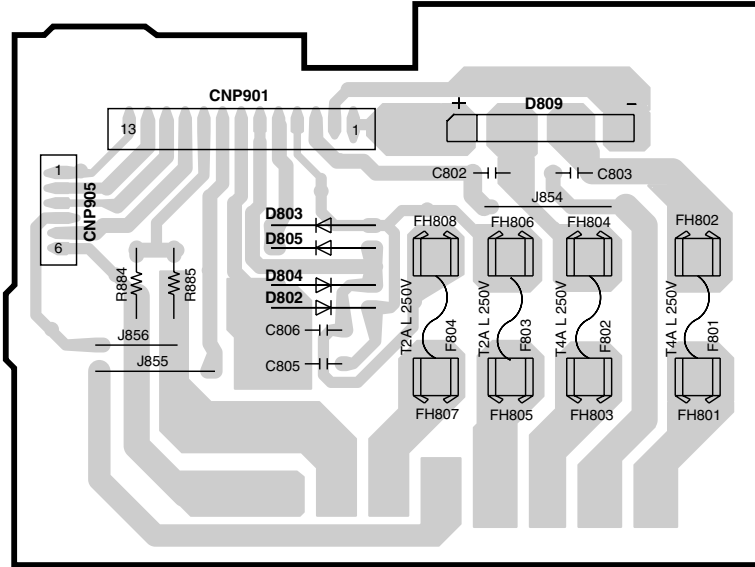 CNP901
13
1
+
D809
−
1
6
CNP905
C802
C803
J854
D803
D805
D804
D802
C806
C805
R884
R885
J856
J855
FH808
FH806
FH804
FH802
T2A L 250V
F804
T2A L 250V
F803
T4A L 250V
F802
T4A L 250V
F801
FH807
FH805
FH803
FH801